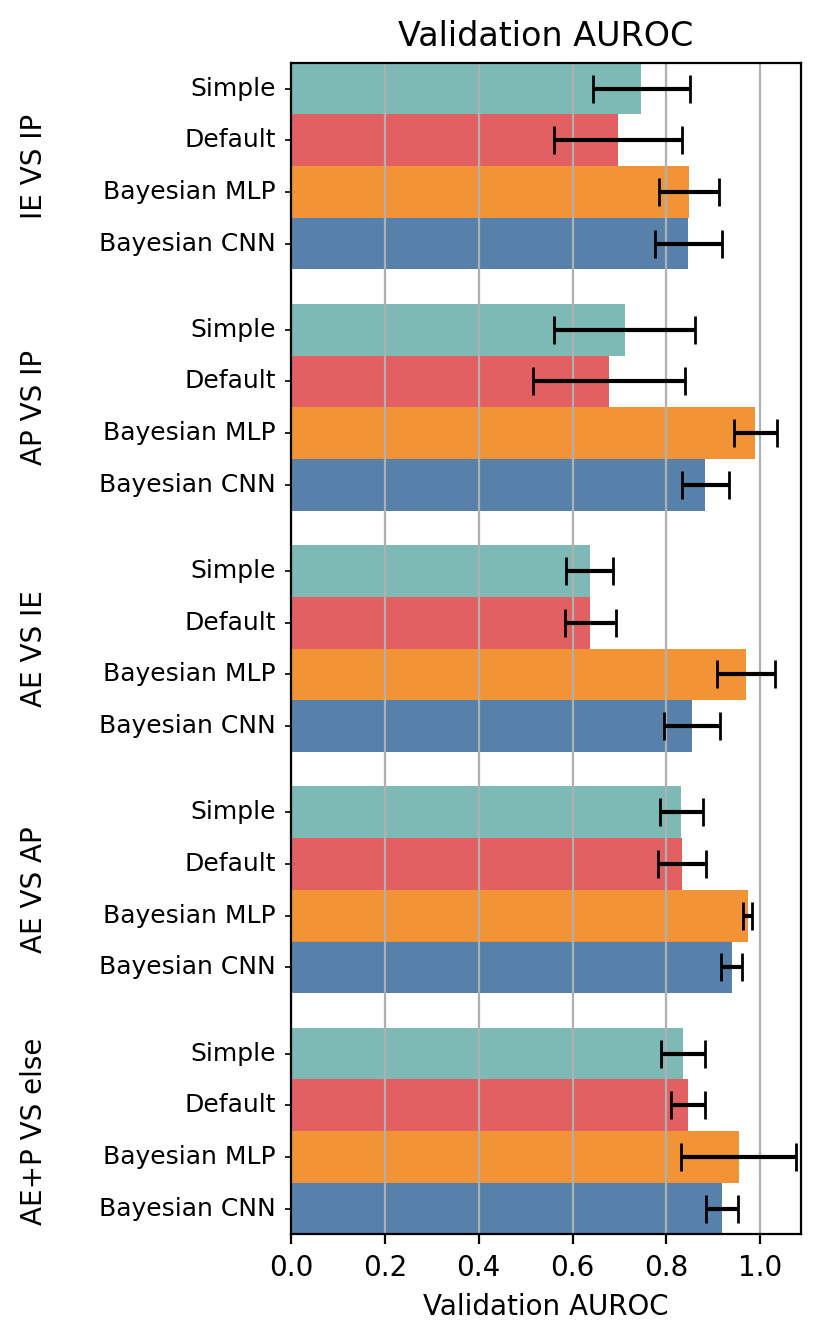 Validation AUROC
IE VS IP
Simple
Default
Bayesian MLP
Bayesian CNN
AP VS IP
Simple
Default
Bayesian MLP
Bayesian CNN
AE VS IE
Simple
Default
Bayesian MLP
Bayesian CNN
AE VS AP
Simple
Default
Bayesian MLP
Bayesian CNN
AE+P VS else
Simple
Default
Bayesian MLP
Bayesian CNN
0.0 0.2 0.4 0.6 0.8 1.0
Validation AUROC